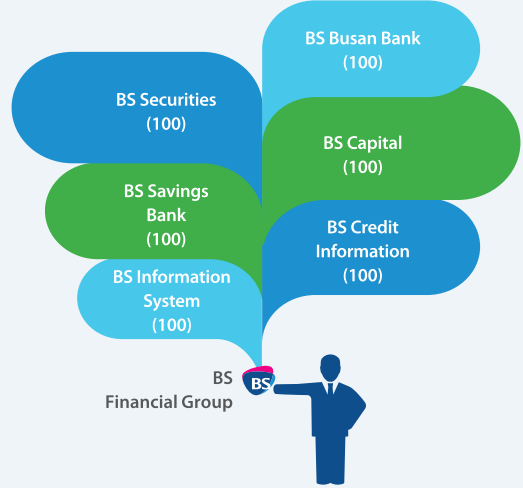 BS Busan Bank
(100)
BS Securities
(100)
BS Capital
(100)
BS Savings
Bank
(100)
BS Credit
Information
(100)
BS Information
System
(100)
BS
Financial Group
BS